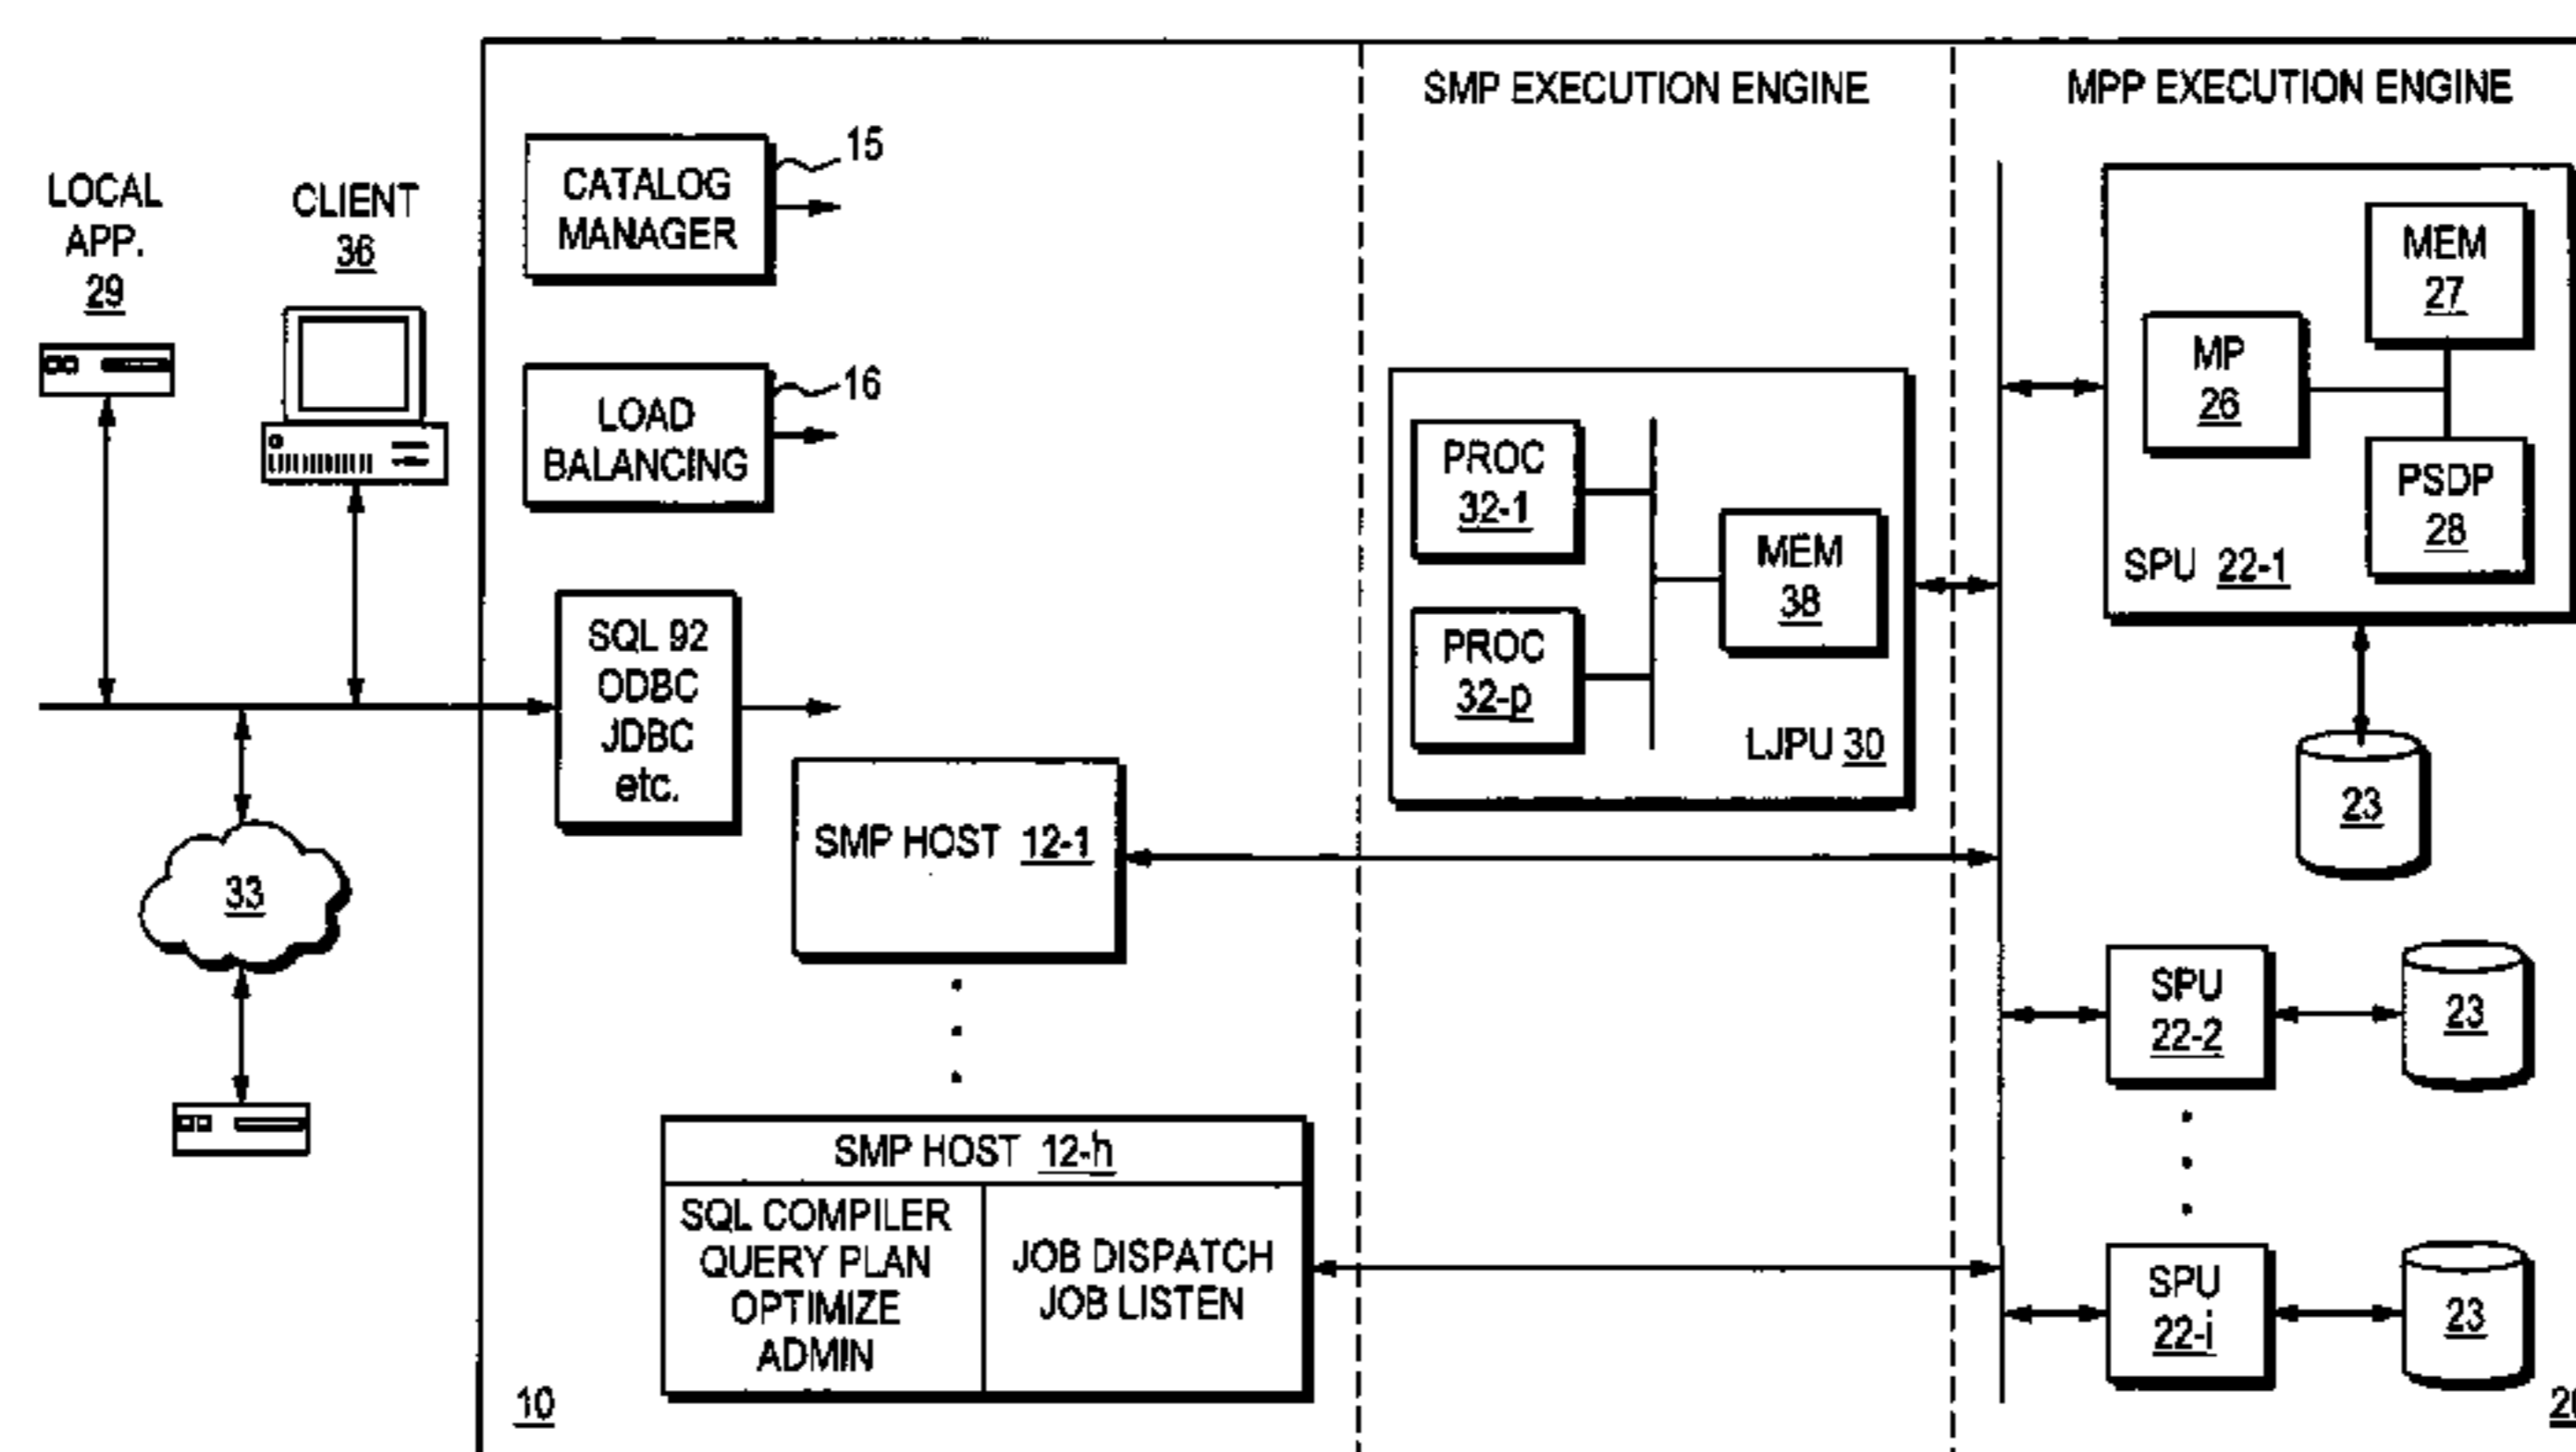 LOCAL
APP.
29
CLIENT
36
33
CATALOG
MANAGER
15
LOAD
BALANCING
16
SQL 92
ODBC
JDBC
etc.
SMP HOST 12-1
SMP HOST 12-h
SQL COMPILER
QUERY PLAN
OPTIMIZE
ADMIN
JOB DISPATCH
JOB LISTEN
10
SMP EXECUTION ENGINE
PROC
32-1
PROC
32-p
MEM
38
LJPU 30
MPP EXECUTION ENGINE
MEM
27
MP
26
PSDP
28
SPU 22-1
23
SPU
22-2
23
SPU
22-i
23